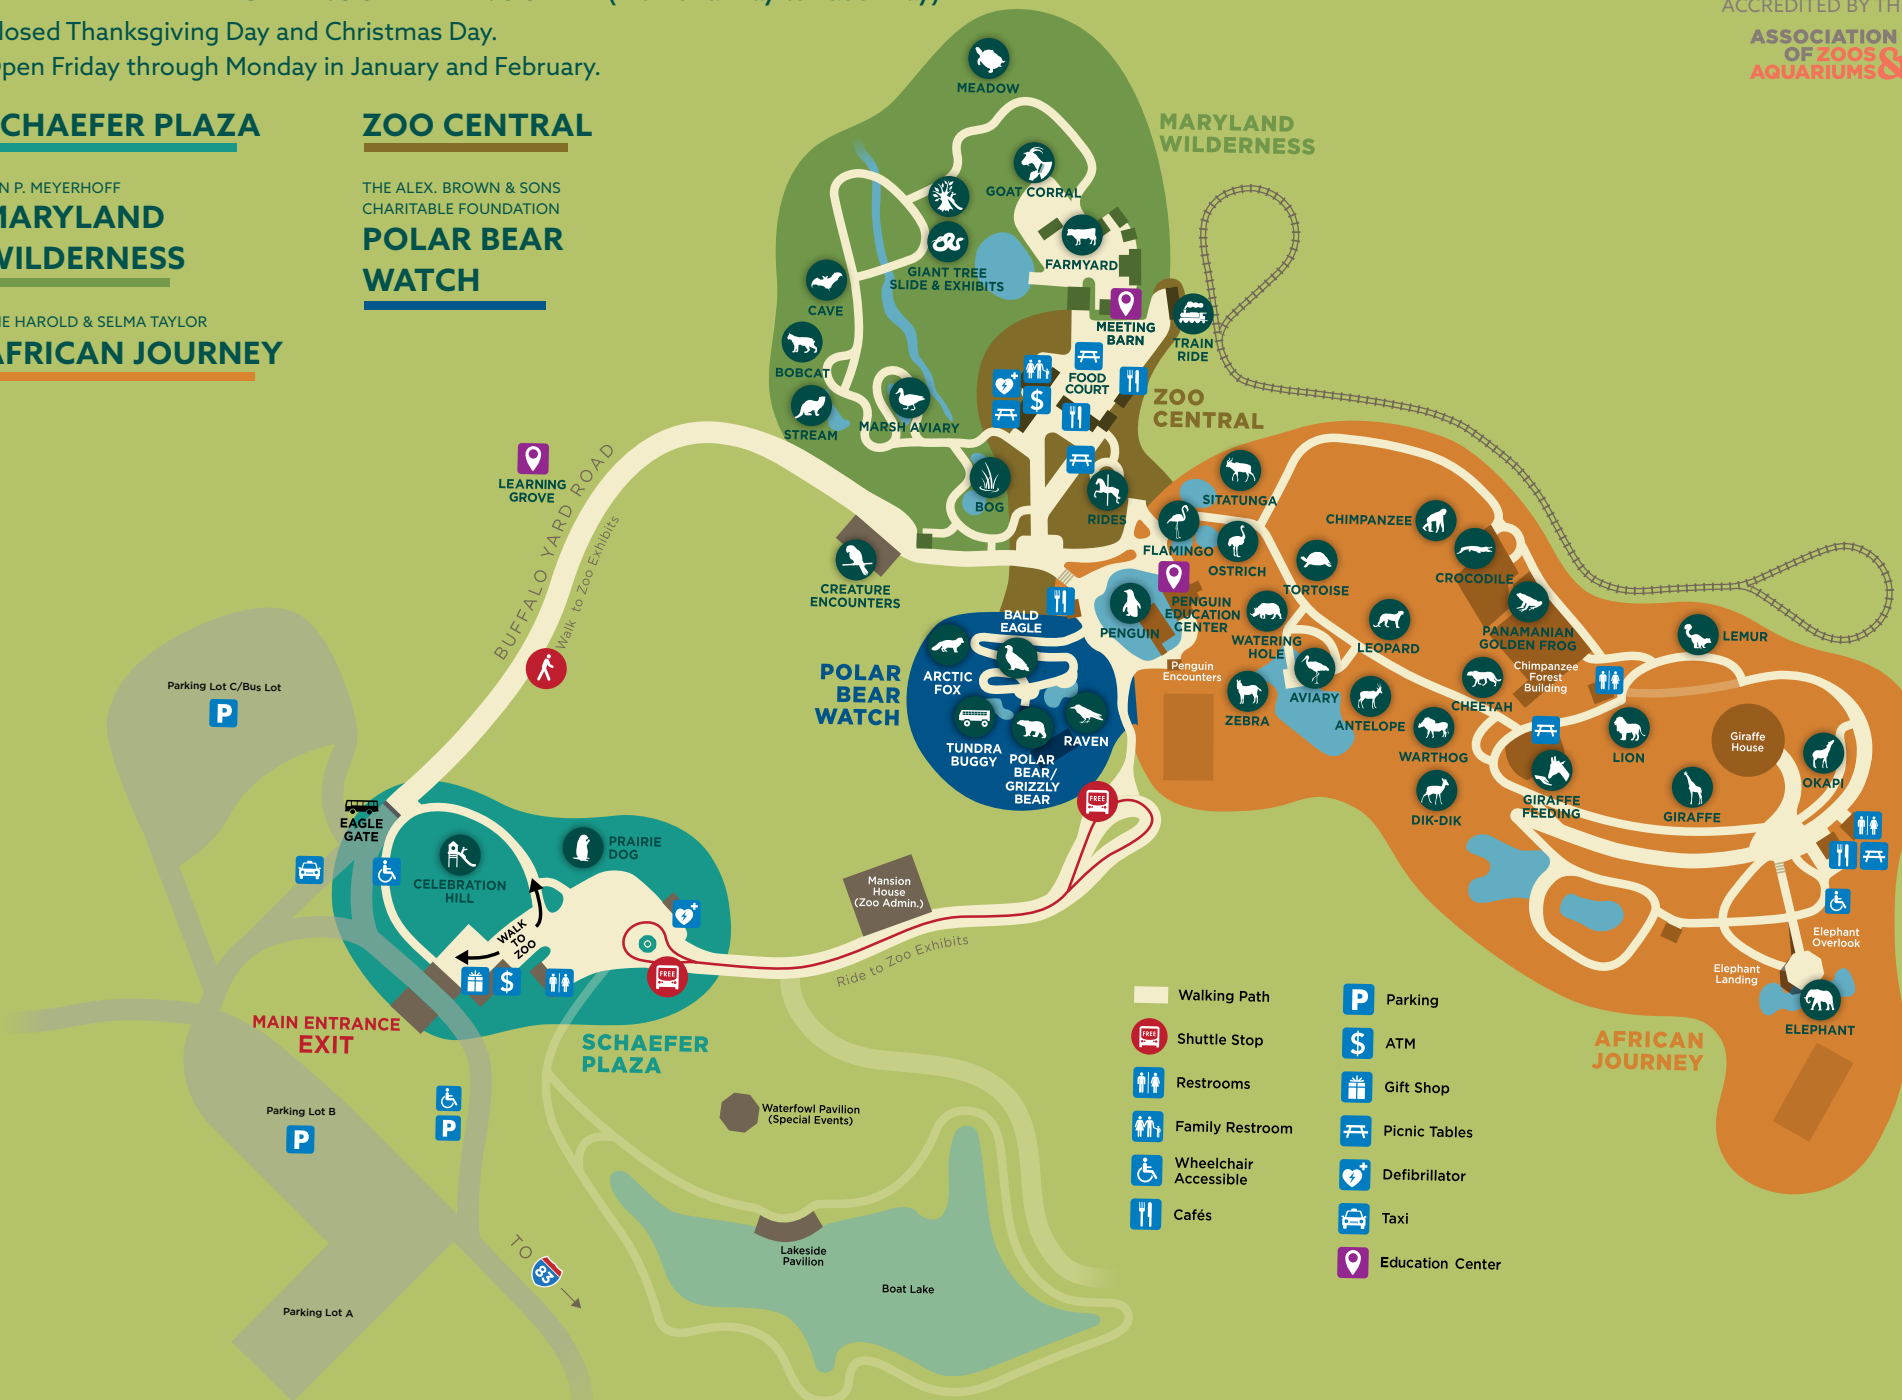 losed Thanksgiving Day and Christmas Day.
pen Friday through Monday in January and February.
ACCREDITED BY TH
ASSOCIATION
OF ZOOS
AQUARIUMS &
CHAEFER PLAZA
N P. MEYERHOFF
MARYLAND
WILDERNESS
E HAROLD & SELMA TAYLOR
AFRICAN JOURNEY
ZOO CENTRAL
THE ALEX. BROWN & SONS
CHARITABLE FOUNDATION
POLAR BEAR
WATCH
MEADOW
MARYLAND
WILDERNESS
GOAT CORRAL
FARMYARD
GIANT TREE
SLIDE & EXHIBITS
CAVE
MEETING
BARN
TRAIN
RIDE
BOBCAT
FOOD
COURT
$
ZOO
CENTRAL
STREAM
MARSH AVIARY
LEARNING
GROVE
BUFFALO YARD ROAD
Walk to Zoo Exhibits
BOG
RIDES
SITATUNGA
FLAMINGO
OSTRICH
CHIMPANZEE
CROCODILE
TORTOISE
CREATURE
ENCOUNTERS
PENGUIN
PENGUIN
EDUCATION
CENTER
WATERING
HOLE
LEOPARD
PANAMANIAN
GOLDEN FROG
LEMUR
BALD
EAGLE
ARCTIC
FOX
POLAR
BEAR
WATCH
TUNDRA
BUGGY
POLAR
BEAR/
GRIZZLY
BEAR
RAVEN
Penguin
Encounters
ZEBRA
AVIARY
ANTELOPE
CHEETAH
Chimpanzee
Forest
Building
WARTHOG
DIK-DIK
LION
Giraffe
House
OKAPI
GIRAFFE
FEEDING
GIRAFFE
FREE
Parking Lot C/Bus Lot
P
EAGLE
GATE
CELEBRATION
HILL
PRAIRIE
DOG
WALK
TO
ZOO
$
FREE
Mansion
House
(Zoo Admin.)
Ride to Zoo Exhibits
Elephant
Overlook
Elephant
Landing
ELEPHANT
AFRICAN
JOURNEY
MAIN ENTRANCE
EXIT
SCHAEFER
PLAZA
Parking Lot B
P
P
Waterfowl Pavilion
(Special Events)
Lakeside
Pavilion
Boat Lake
TO
83
Parking Lot A
Walking Path
FREE
Shuttle Stop
Restrooms
Family Restroom
Wheelchair
Accessible
Cafés
P
Parking
$
ATM
Gift Shop
Picnic Tables
Defibrillator
Taxi
Education Center